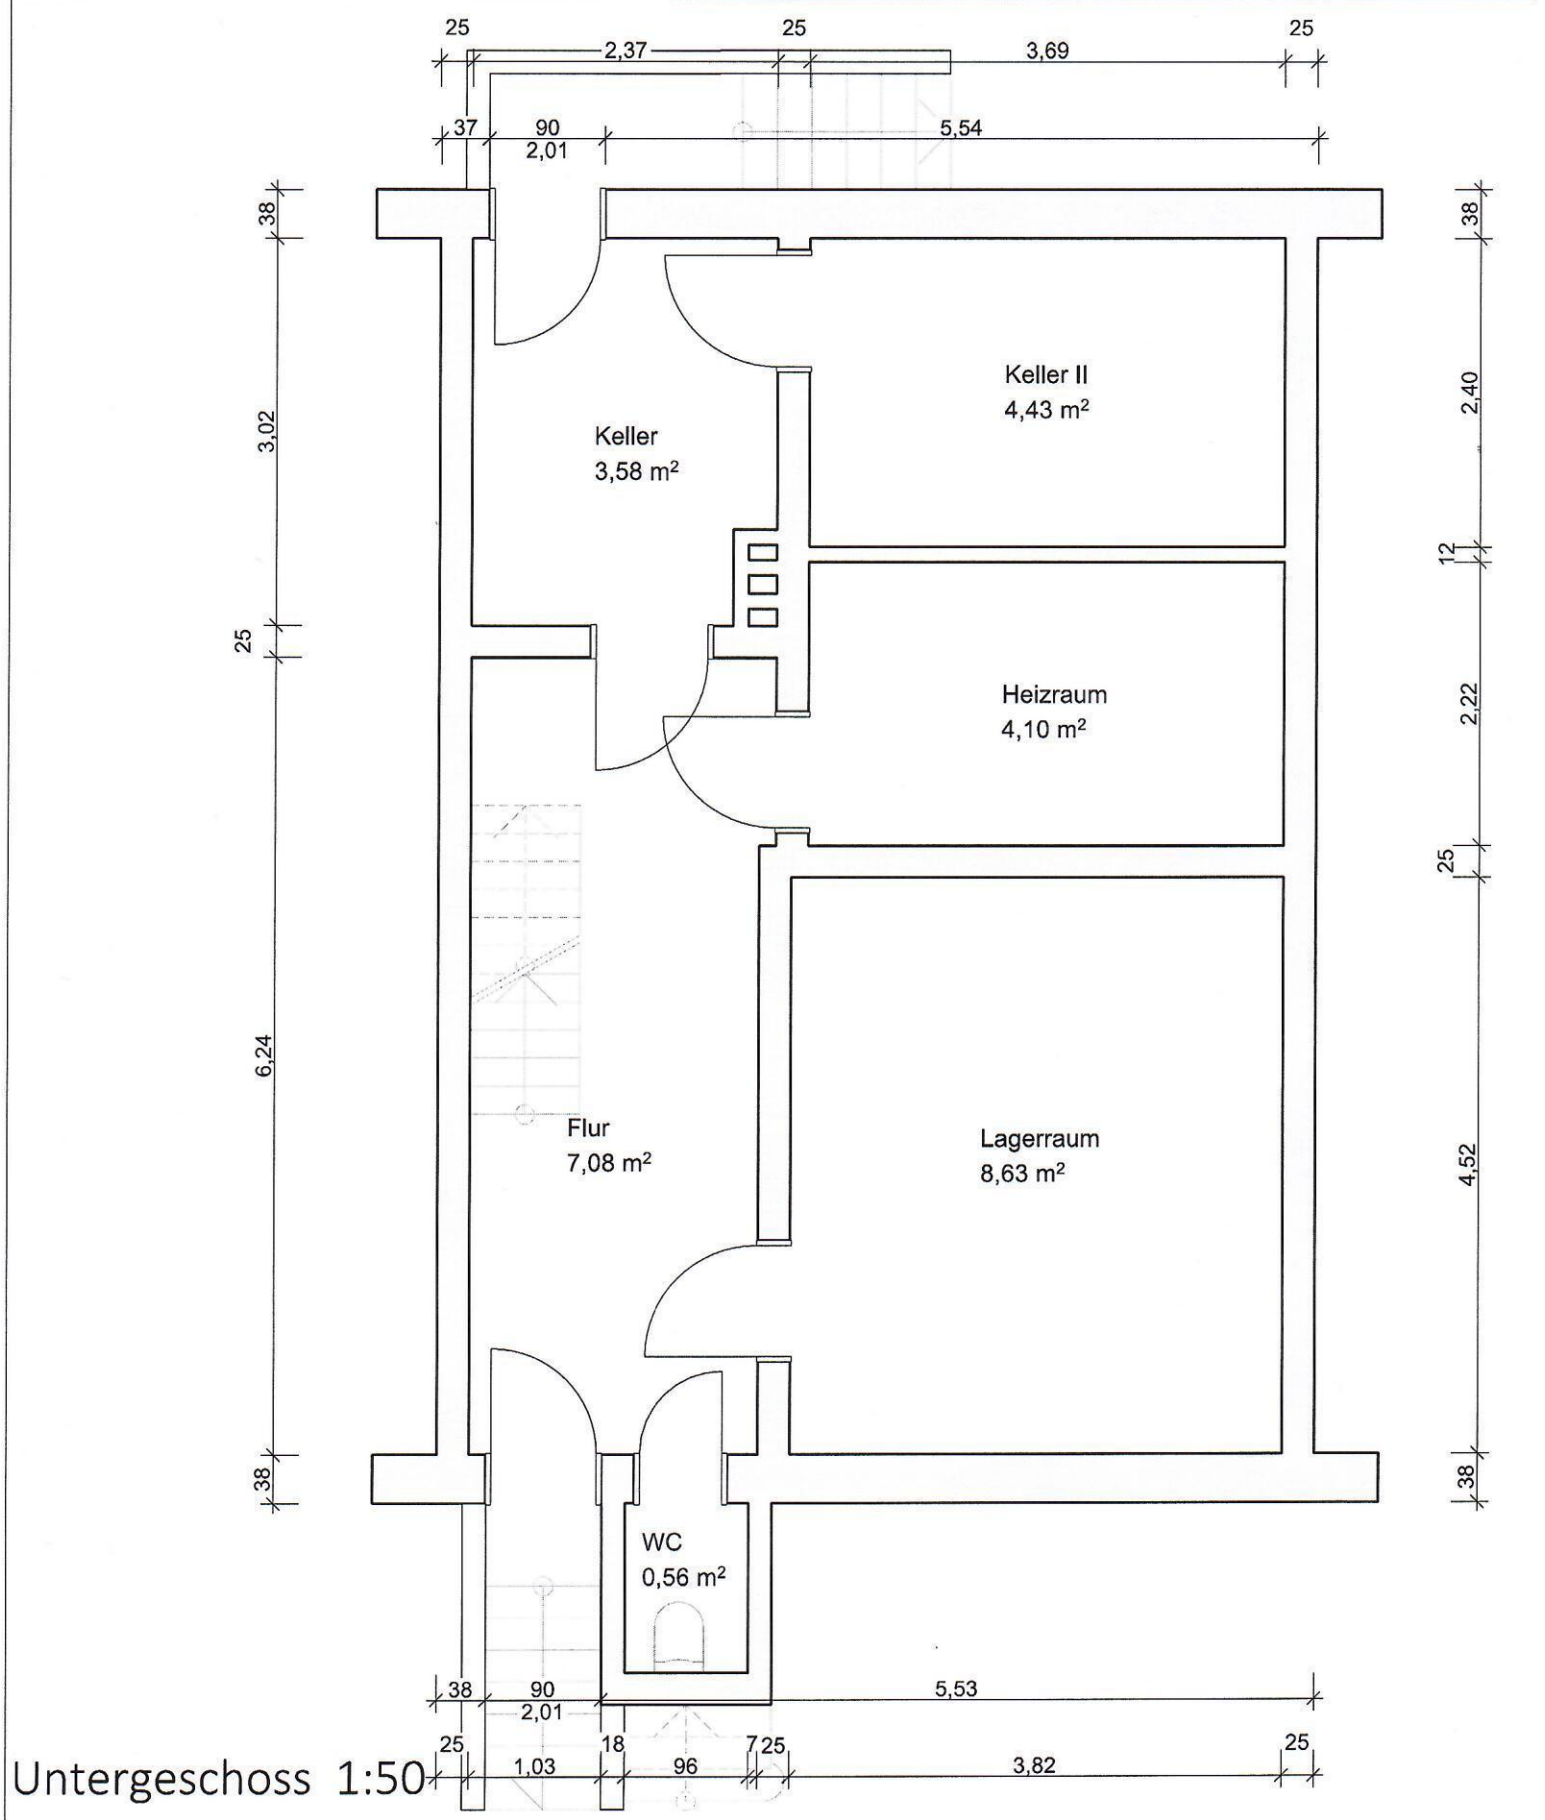 25 25 25
2,37 3,69
37 90 5,54
2,01
38 38
3,02 2,40
Keller II
4,43 m²
Keller
3,58 m²
12
25
Heizraum
4,10 m²
2,22
25
6,24
Flur
7,08 m²
Lagerraum
8,63 m²
4,52
38 38
WC
0,56 m²
38 90 5,53
2,01
25 18 7 25 25
1,03 96 3,82
Untergeschoss 1:50